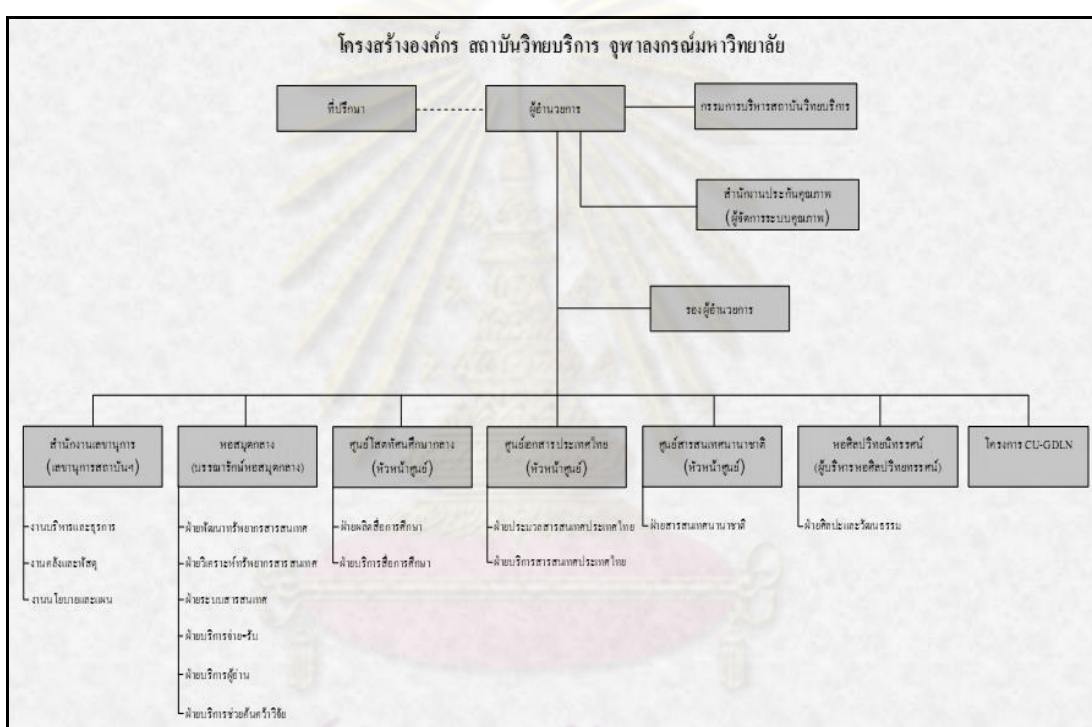 โครงสร้างองค์กร สถาบันวิทยบริการ จุฬาลงกรณ์มหาวิทยาลัย
ที่ปรึกษา
ผู้อำนวยการ
กรรมการบริหารสถาบันวิทยบริการ
สำนักงานประกันคุณภาพ
(ผู้จัดการระบบคุณภาพ)
รองผู้อำนวยการ
สำนักงานเลขานุการ
(เลขานุการสถาบันฯ)
-งานบริหารและธุรการ
-งานคลังและพัสดุ
-งานนโยบายและแผน
หอสมุดกลาง
(บรรณารักษ์หอสมุดกลาง)
-ฝ่ายพัฒนาทรัพยากรสารสนเทศ
-ฝ่ายวิเคราะห์ทรัพยากรสารสนเทศ
-ฝ่ายระบบสารสนเทศ
-ฝ่ายบริการจ่าย-รับ
-ฝ่ายบริการผู้อ่าน
-ฝ่ายบริการช่วยค้นคว้าวิจัย
ศูนย์โสตทัศนศึกษากลาง
(หัวหน้าศูนย์)
-ฝ่ายผลิตสื่อการศึกษา
-ฝ่ายบริการสื่อการศึกษา
ศูนย์เอกสารประเทศไทย
(หัวหน้าศูนย์)
-ฝ่ายประมวลสารสนเทศประเทศไทย
-ฝ่ายบริการสารสนเทศประเทศไทย
ศูนย์สารสนเทศนานาชาติ
(หัวหน้าศูนย์)
-ฝ่ายสารสนเทศนานาชาติ
หอศิลปวิทยนิทรรศน์
(ผู้บริหารหอศิลปวิทยทรรศน์)
-ฝ่ายศิลปะและวัฒนธรรม
โครงการ CU-GDLN